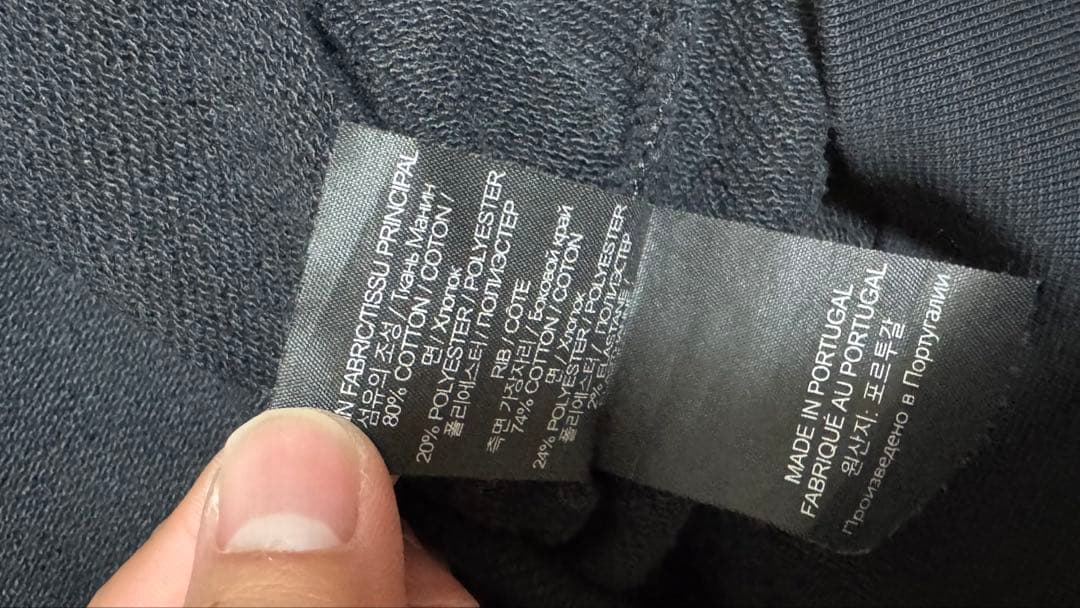 IN FABRIC/TISSU PRINCIPAL
섬유의 조성 / Ткань Манин
80% COTTON / COTON /
면 / Хлопок
20% POLYESTER / POLYESTER
폴리에스터 / ПОЛИЭСТЕР
RIB / COTE
측면 가장자리 / Боковой край
74% COTTON / COTON
면 / Хлопок
24% POLYESTER / POLYESTER
폴리에스터 / ПОЛИЭСТЕР
2% ELASTANE /
MADE IN PORTUGAL
FABRIQUÉ AU PORTUGAL
원산지: 포르투갈
Произведено в Португалии